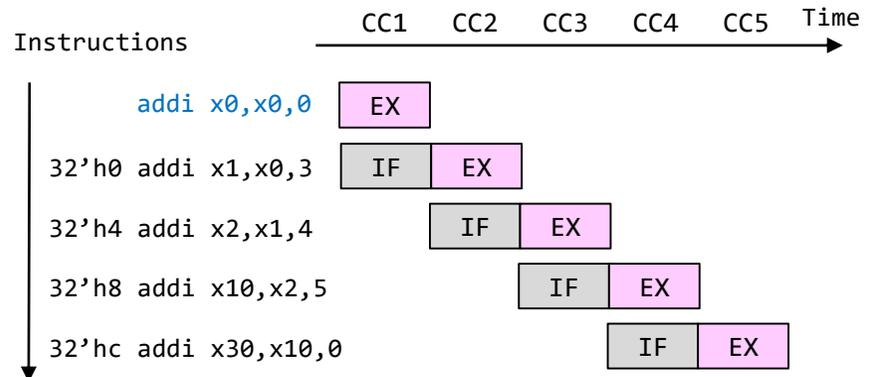 CC1 CC2 CC3 CC4 CC5 Time
Instructions
addi x0,x0,0 EX
32’h0 addi x1,x0,3 IF EX
32’h4 addi x2,x1,4 IF EX
32’h8 addi x10,x2,5 IF EX
32’hc addi x30,x10,0 IF EX